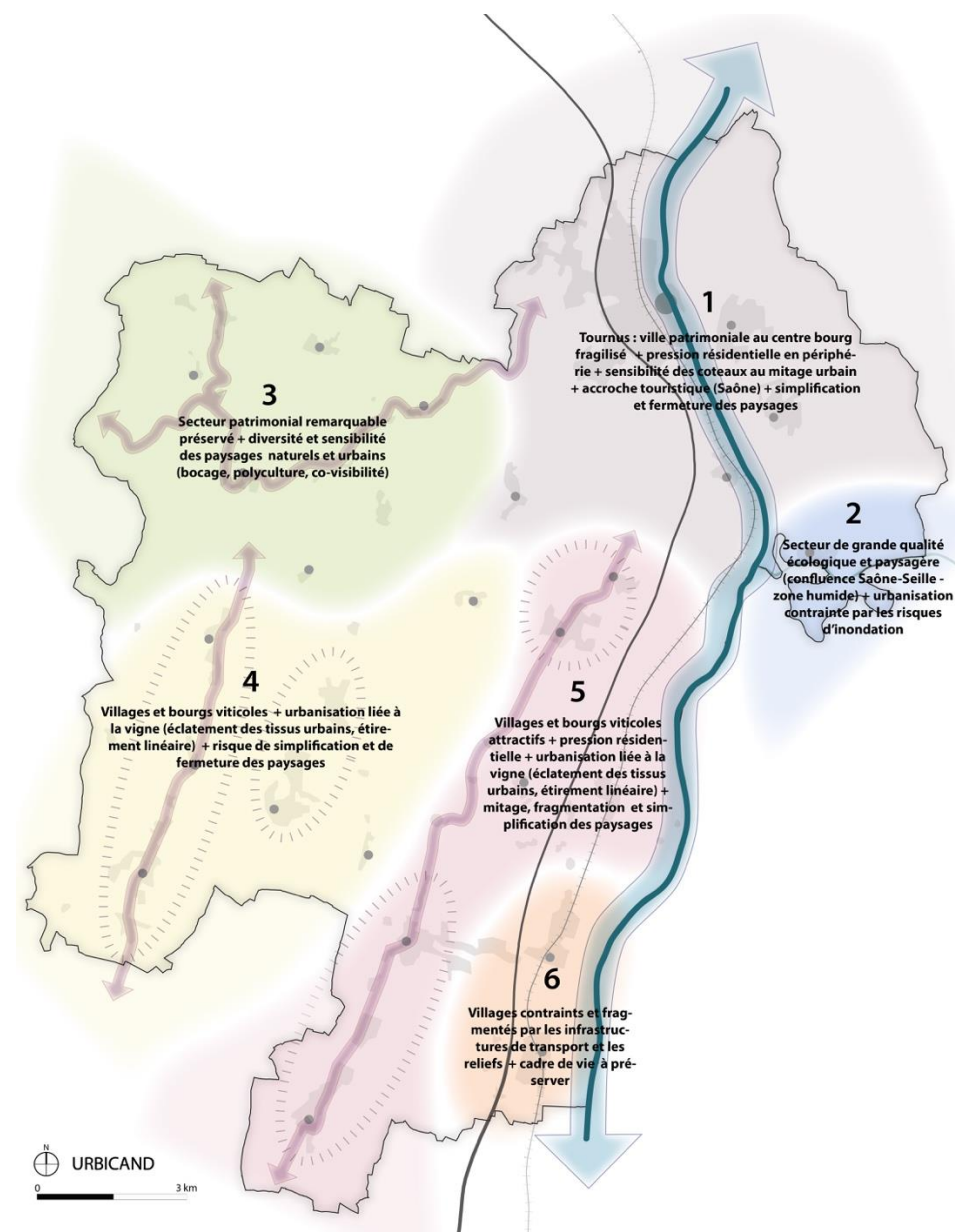 1
Tournus : ville patrimoniale au centre bourg
fragilisé + pression résidentielle en périphé-
rie + sensibilité des coteaux au mitage urbain
+ accroche touristique (Saône) + simplification
et fermeture des paysages
2
Secteur de grande qualité
écologique et paysagère
(confluence Saône-Seille -
zone humide) + urbanisation
contrainte par les risques
d'inondation
3
Secteur patrimonial remarquable
préservé + diversité et sensibilité
des paysages naturels et urbains
(bocage, polyculture, co-visibilité)
4
Villages et bourgs viticoles + urbanisation liée à
la vigne (éclatement des tissus urbains, étire-
ment linéaire) + risque de simplification et de
fermeture des paysages
5
Villages et bourgs viticoles
attractifs + pression résiden-
tielle + urbanisation liée à la
vigne (éclatement des tissus
urbains, étirement linéaire) +
mitage, fragmentation et sim-
plification des paysages
6
Villages contraints et frag-
mentés par les infrastruc-
tures de transport et les
reliefs + cadre de vie à pré-
server
N
URBICAND
0 3 km